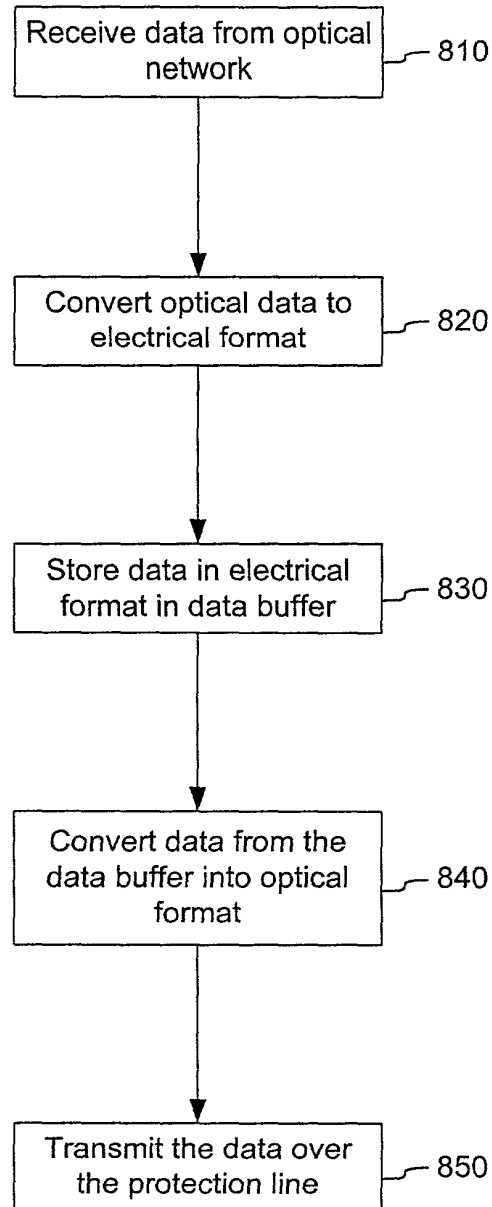 Receive data from optical
network
810
Convert optical data to
electrical format
820
Store data in electrical
format in data buffer
830
Convert data from the
data buffer into optical
format
840
Transmit the data over
the protection line
850